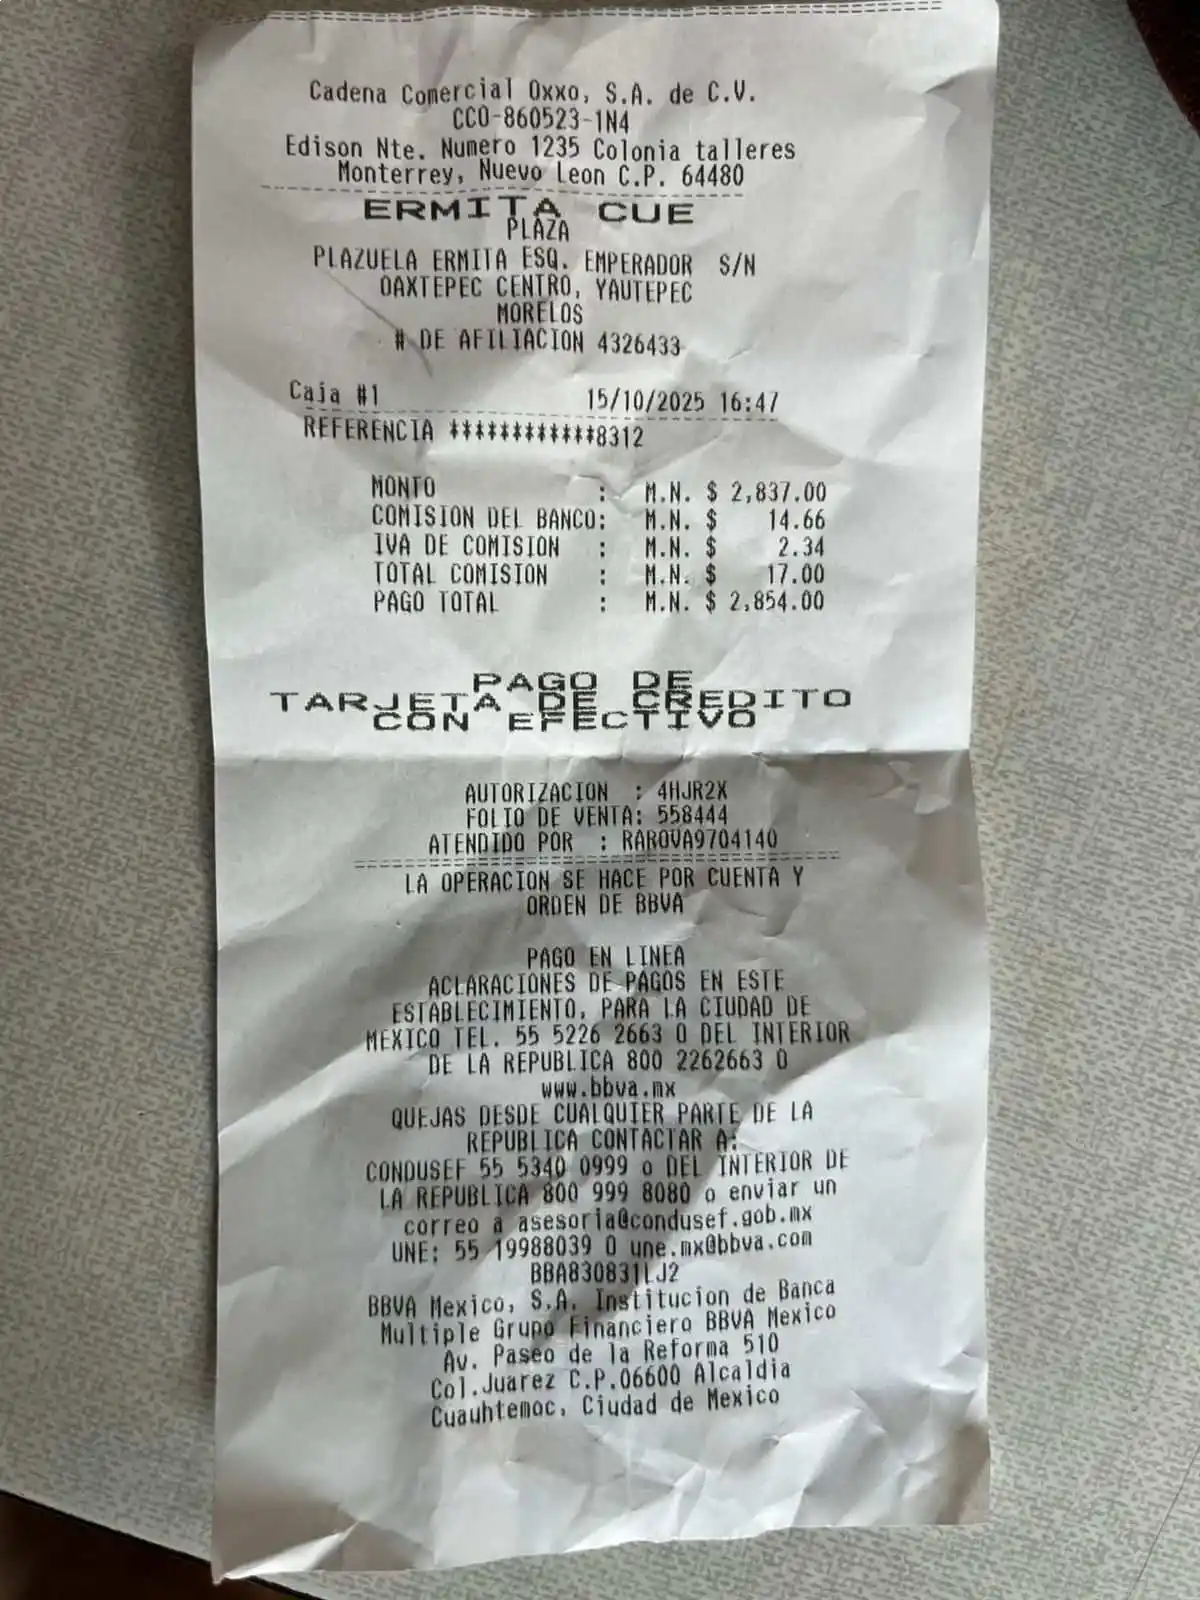 Cadena Comercial Oxxo, S.A. de C.V.
CCO-860523-1N4
Edison Nte. Numero 1235 Colonia talleres
Monterrey, Nuevo Leon C.P. 64480
ERMITA CUE
PLAZA
PLAZUELA ERMITA ESQ. EMPERADOR S/N
OAXTEPEC CENTRO, YAUTEPEC
MORELOS
# DE AFILIACION 4326433
Caja #1 15/10/2025 16:47
REFERENCIA ************8312
MONTO : M.N. $ 2,837.00
COMISION DEL BANCO: M.N. $ 14.66
IVA DE COMISION : M.N. $ 2.34
TOTAL COMISION : M.N. $ 17.00
PAGO TOTAL : M.N. $ 2,854.00
PAGO DE
TARJETA DE CREDITO
CON EFECTIVO
AUTORIZACION : 4HJR2X
FOLIO DE VENTA: 558444
ATENDIDO POR : RAROVA9704140
LA OPERACION SE HACE POR CUENTA Y
ORDEN DE BBVA
PAGO EN LINEA
ACLARACIONES DE PAGOS EN ESTE
ESTABLECIMIENTO, PARA LA CIUDAD DE
MEXICO TEL. 55 5226 2663 O DEL INTERIOR
DE LA REPUBLICA 800 2262663 O
www.bbva.mx
QUEJAS DESDE CUALQUIER PARTE DE LA
REPUBLICA CONTACTAR A:
CONDUSEF 55 5340 0999 o DEL INTERIOR DE
LA REPUBLICA 800 999 8080 o enviar un
correo a asesoria@condusef.gob.mx
UNE: 55 19988039 O une.mx@bbva.com
BBA830831LJ2
BBVA Mexico, S.A. Institucion de Banca
Multiple Grupo Financiero BBVA Mexico
Av. Paseo de la Reforma 510
Col.Juarez C.P.06600 Alcaldia
Cuauhtemoc, Ciudad de Mexico